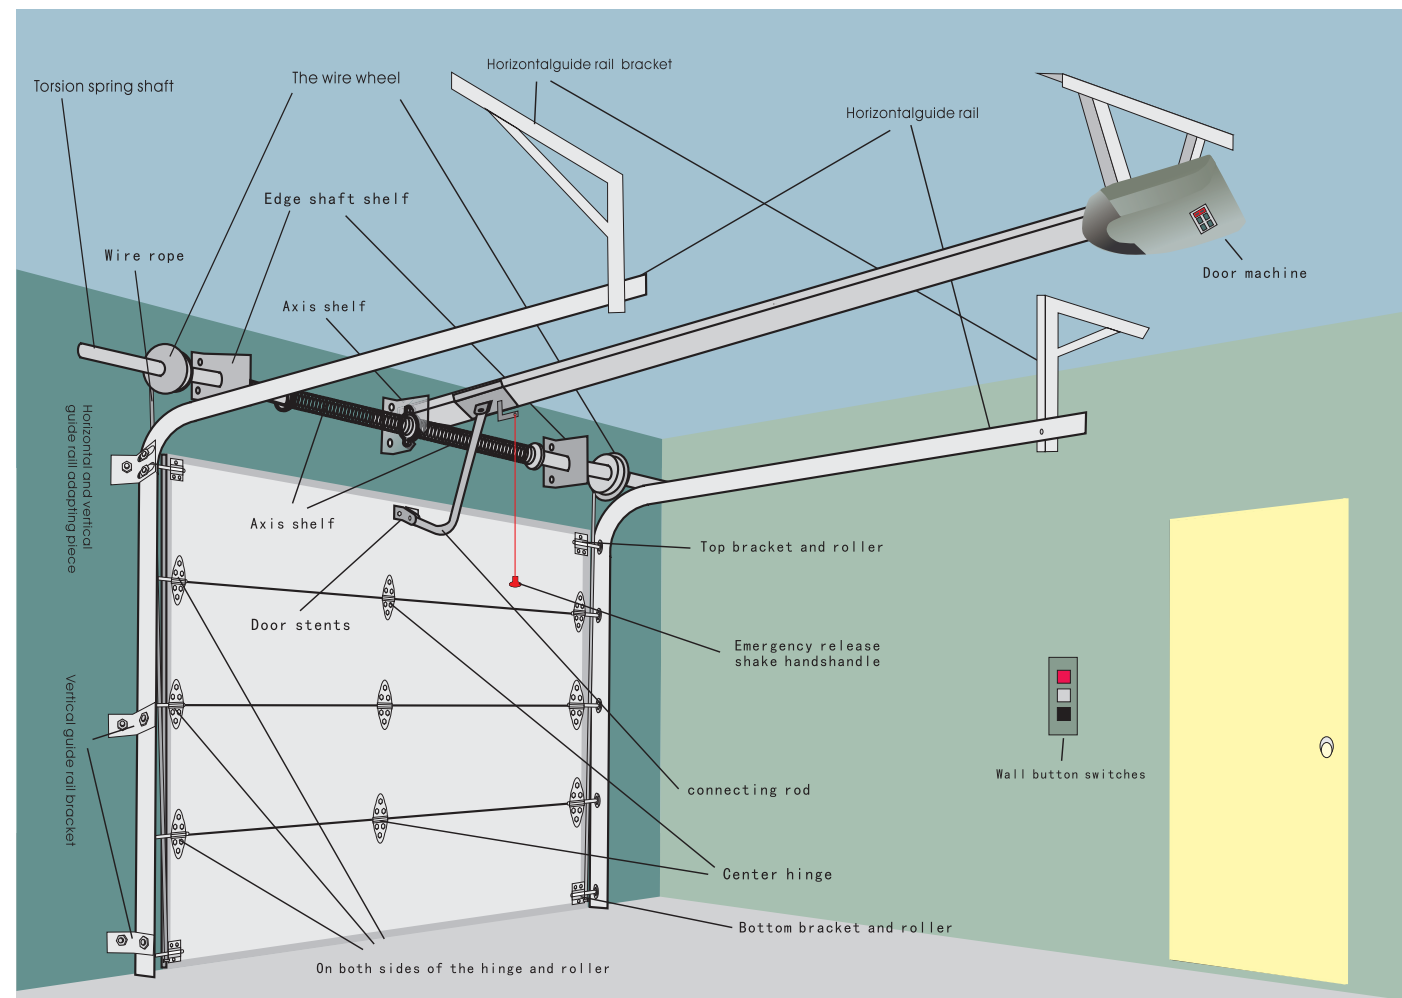 Horizontalguide rail bracket
The wire wheel
Torsion spring shaft
Horizontalguide rail
Edge shaft shelf
Wire rope
Door machine
Axis shelf
Horizontal and vertical
guide raill adapting piece
Axis shelf
Top bracket and roller
Door stents
Emergency release
shake handshandle
Vertical guide rail bracket
Wall button switches
connecting rod
Center hinge
Bottom bracket and roller
On both sides of the hinge and roller